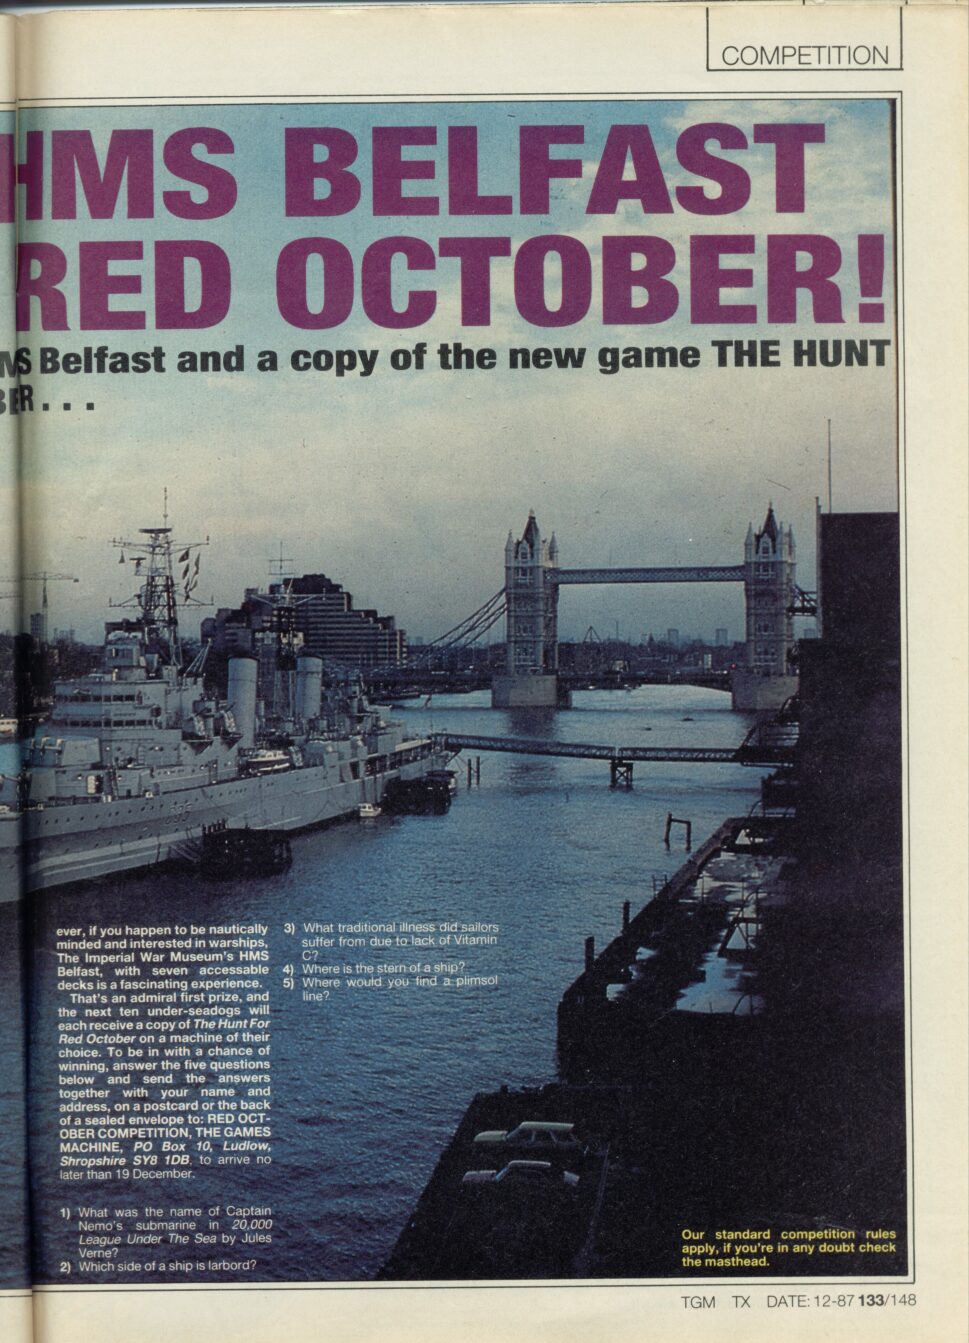 COMPETITION
HMS BELFAST
RED OCTOBER!
MS Belfast and a copy of the new game THE HUNT
BER...
ever, if you happen to be nautically
minded and interested in warships,
The Imperial War Museum's HMS
Belfast, with seven accessable
decks is a fascinating experience.
That's an admiral first prize, and
the next ten under-seadogs will
each receive a copy of The Hunt For
Red October on a machine of their
choice. To be in with a chance of
winning, answer the five questions
below and send the answers
together with your name and
address, on a postcard or the back
of a sealed envelope to: RED OCT-
OBER COMPETITION, THE GAMES
MACHINE, PO Box 10, Ludlow,
Shropshire SY8 1DB, to arrive no
later than 19 December.
1) What was the name of Captain
Nemo's submarine in 20,000
League Under The Sea by Jules
Verne?
2) Which side of a ship is larbord?
3) What traditional illness did sailors
suffer from due to lack of Vitamin
C?
4) Where is the stern of a ship?
5) Where would you find a plimsol
line?
C35
Our standard competition rules
apply, if you're in any doubt check
the masthead.
TGM TX DATE: 12-87 133/148